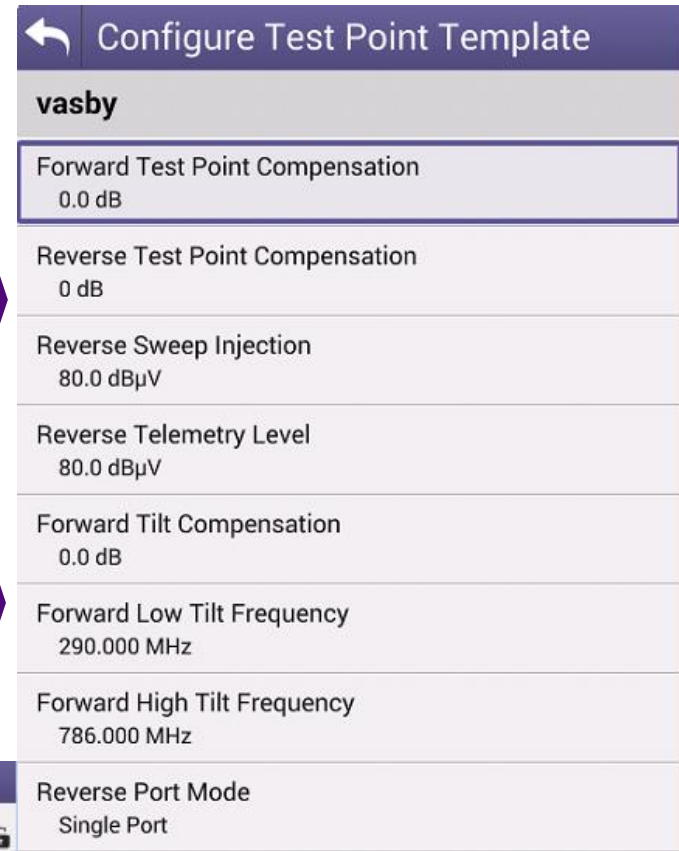 Configure Test Point Template
vasby
Forward Test Point Compensation
0.0 dB
Reverse Test Point Compensation
0 dB
Reverse Sweep Injection
80.0 dBµV
Reverse Telemetry Level
80.0 dBµV
Forward Tilt Compensation
0.0 dB
Forward Low Tilt Frequency
290.000 MHz
Forward High Tilt Frequency
786.000 MHz
Reverse Port Mode
Single Port